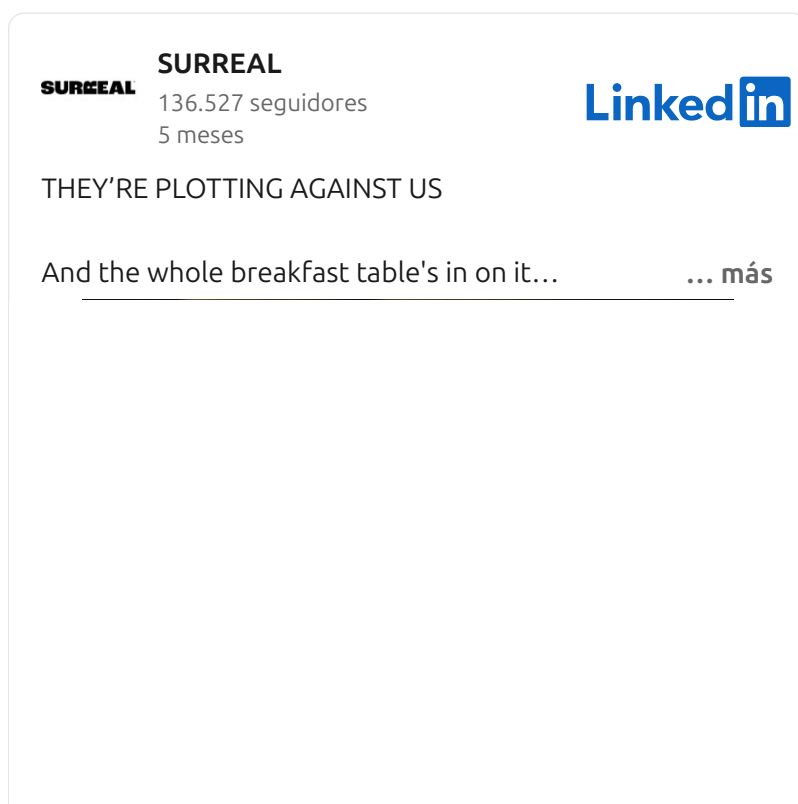 SURREAL
SURREAL
136.527 seguidores
5 meses
LinkedIn
THEY’RE PLOTTING AGAINST US
And the whole breakfast table's in on it…
… más